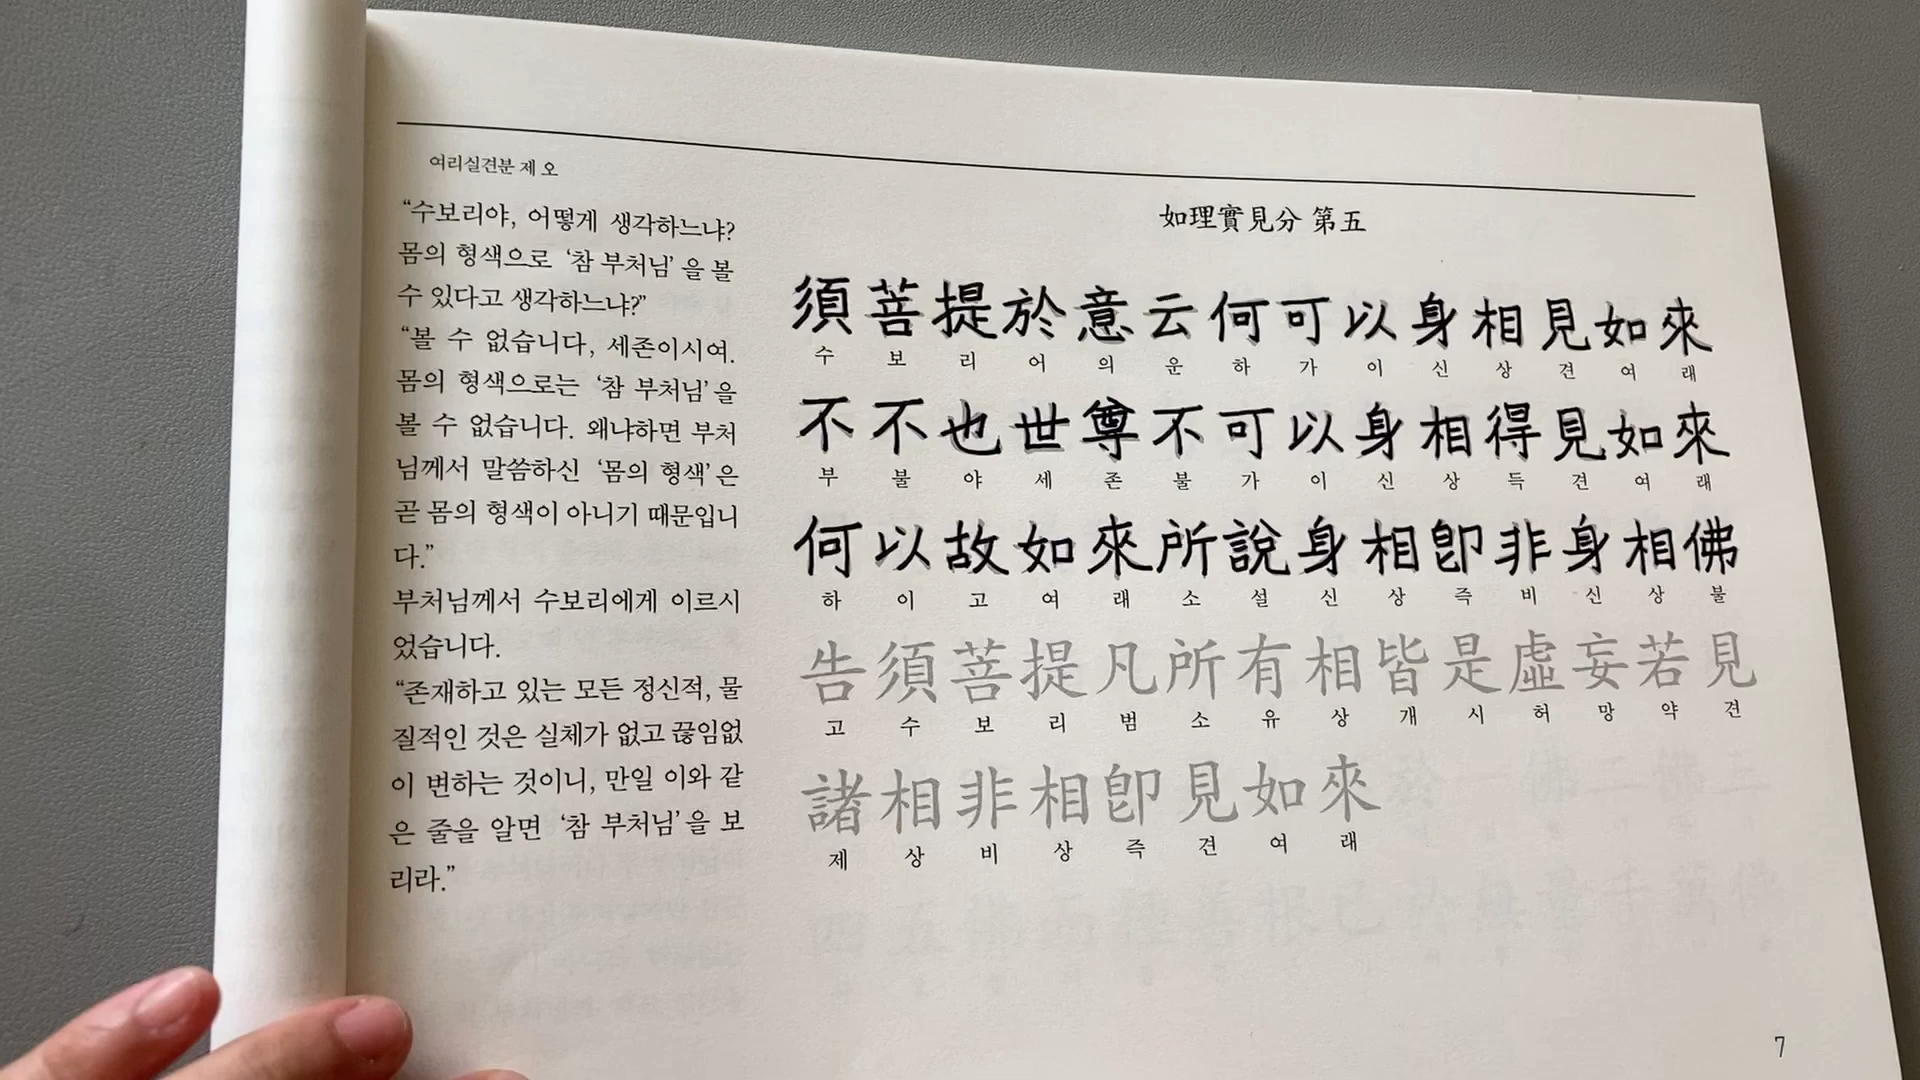 여리실견분 제 오
“수보리야, 어떻게 생각하느냐?
몸의 형색으로 ‘참 부처님’을 볼
수 있다고 생각하느냐?”
“볼 수 없습니다, 세존이시여.
몸의 형색으로는 ‘참 부처님’을
볼 수 없습니다. 왜냐하면 부처
님께서 말씀하신 ‘몸의 형색’은
곧 몸의 형색이 아니기 때문입니
다.”
부처님께서 수보리에게 이르시
었습니다.
“존재하고 있는 모든 정신적, 물
질적인 것은 실체가 없고 끊임없
이 변하는 것이니, 만일 이와 같
은 줄을 알면 ‘참 부처님’을 보
리라.”
如理實見分 第五
須菩提於意云何可以身相見如來
수 보 리 어 의 운 하 가 이 신 상 견 여 래
不不也世尊不可以身相得見如來
부 불 야 세 존 불 가 이 신 상 득 견 여 래
何以故如來所說身相卽非身相佛
하 이 고 여 래 소 설 신 상 즉 비 신 상 불
告須菩提凡所有相皆是虛妄若見
고 수 보 리 범 소 유 상 개 시 허 망 약 견
諸相非相卽見如來
제 상 비 상 즉 견 여 래
7